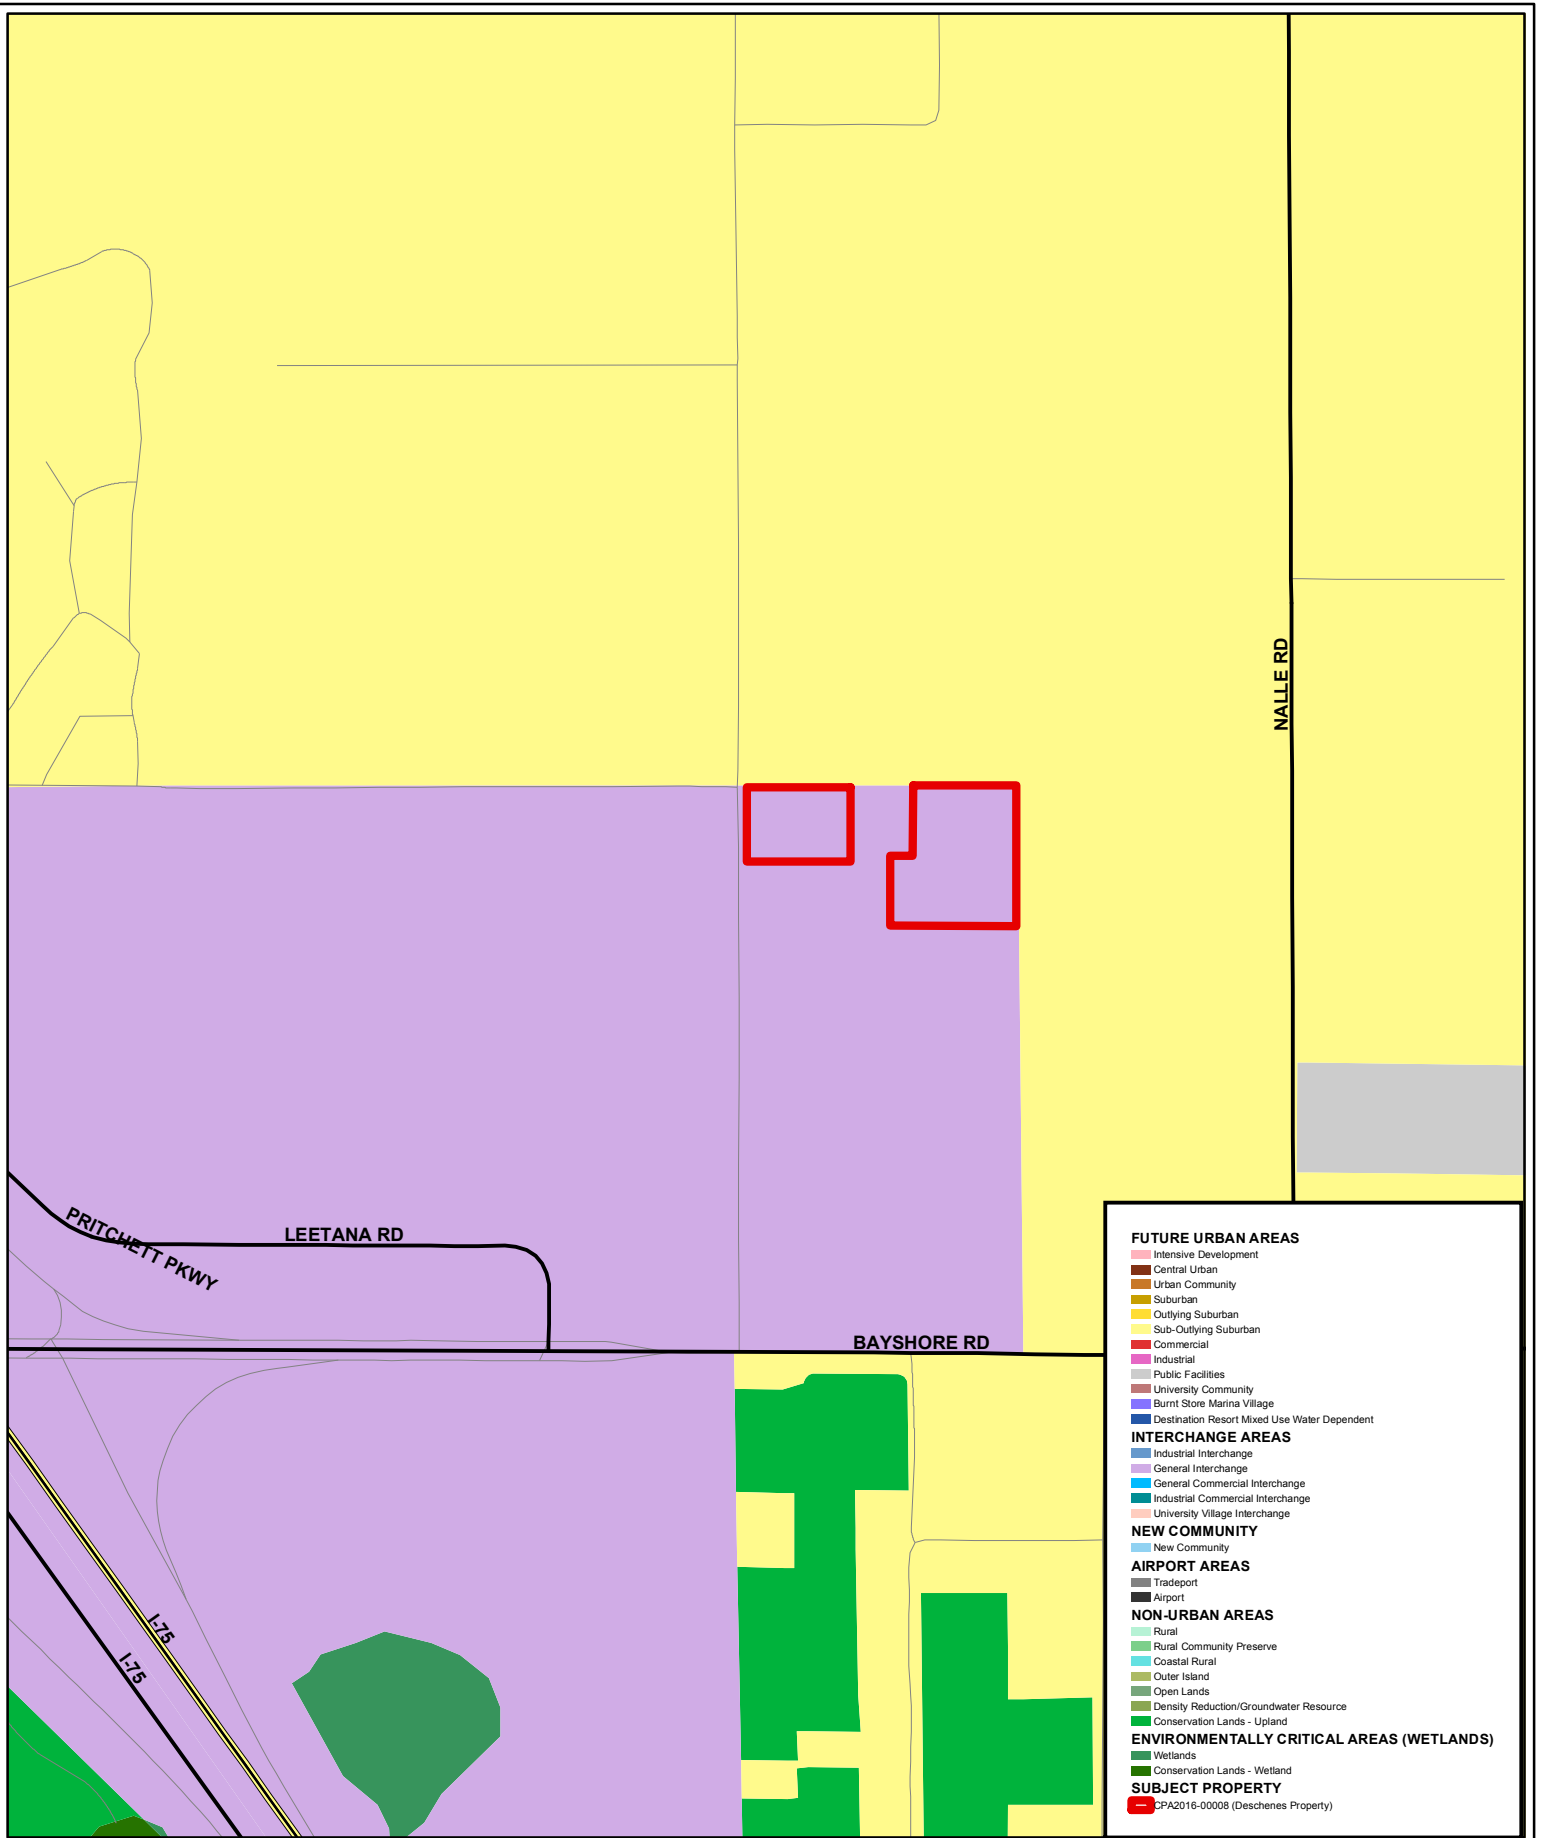 NALLE RD
PRITCHETT PKWY
LEETANA RD
BAYSHORE RD
I-75
I-75
FUTURE URBAN AREAS
Intensive Development
Central Urban
Urban Community
Suburban
Outlying Suburban
Sub-Outlying Suburban
Commercial
Industrial
Public Facilities
University Community
Burnt Store Marina Village
Destination Resort Mixed Use Water Dependent
INTERCHANGE AREAS
Industrial Interchange
General Interchange
General Commercial Interchange
Industrial Commercial Interchange
University Village Interchange
NEW COMMUNITY
New Community
AIRPORT AREAS
Tradeport
Airport
NON-URBAN AREAS
Rural
Rural Community Preserve
Coastal Rural
Outer Island
Open Lands
Density Reduction/Groundwater Resource
Conservation Lands - Upland
ENVIRONMENTALLY CRITICAL AREAS (WETLANDS)
Wetlands
Conservation Lands - Wetland
SUBJECT PROPERTY
CPA2016-00008 (Deschenes Property)